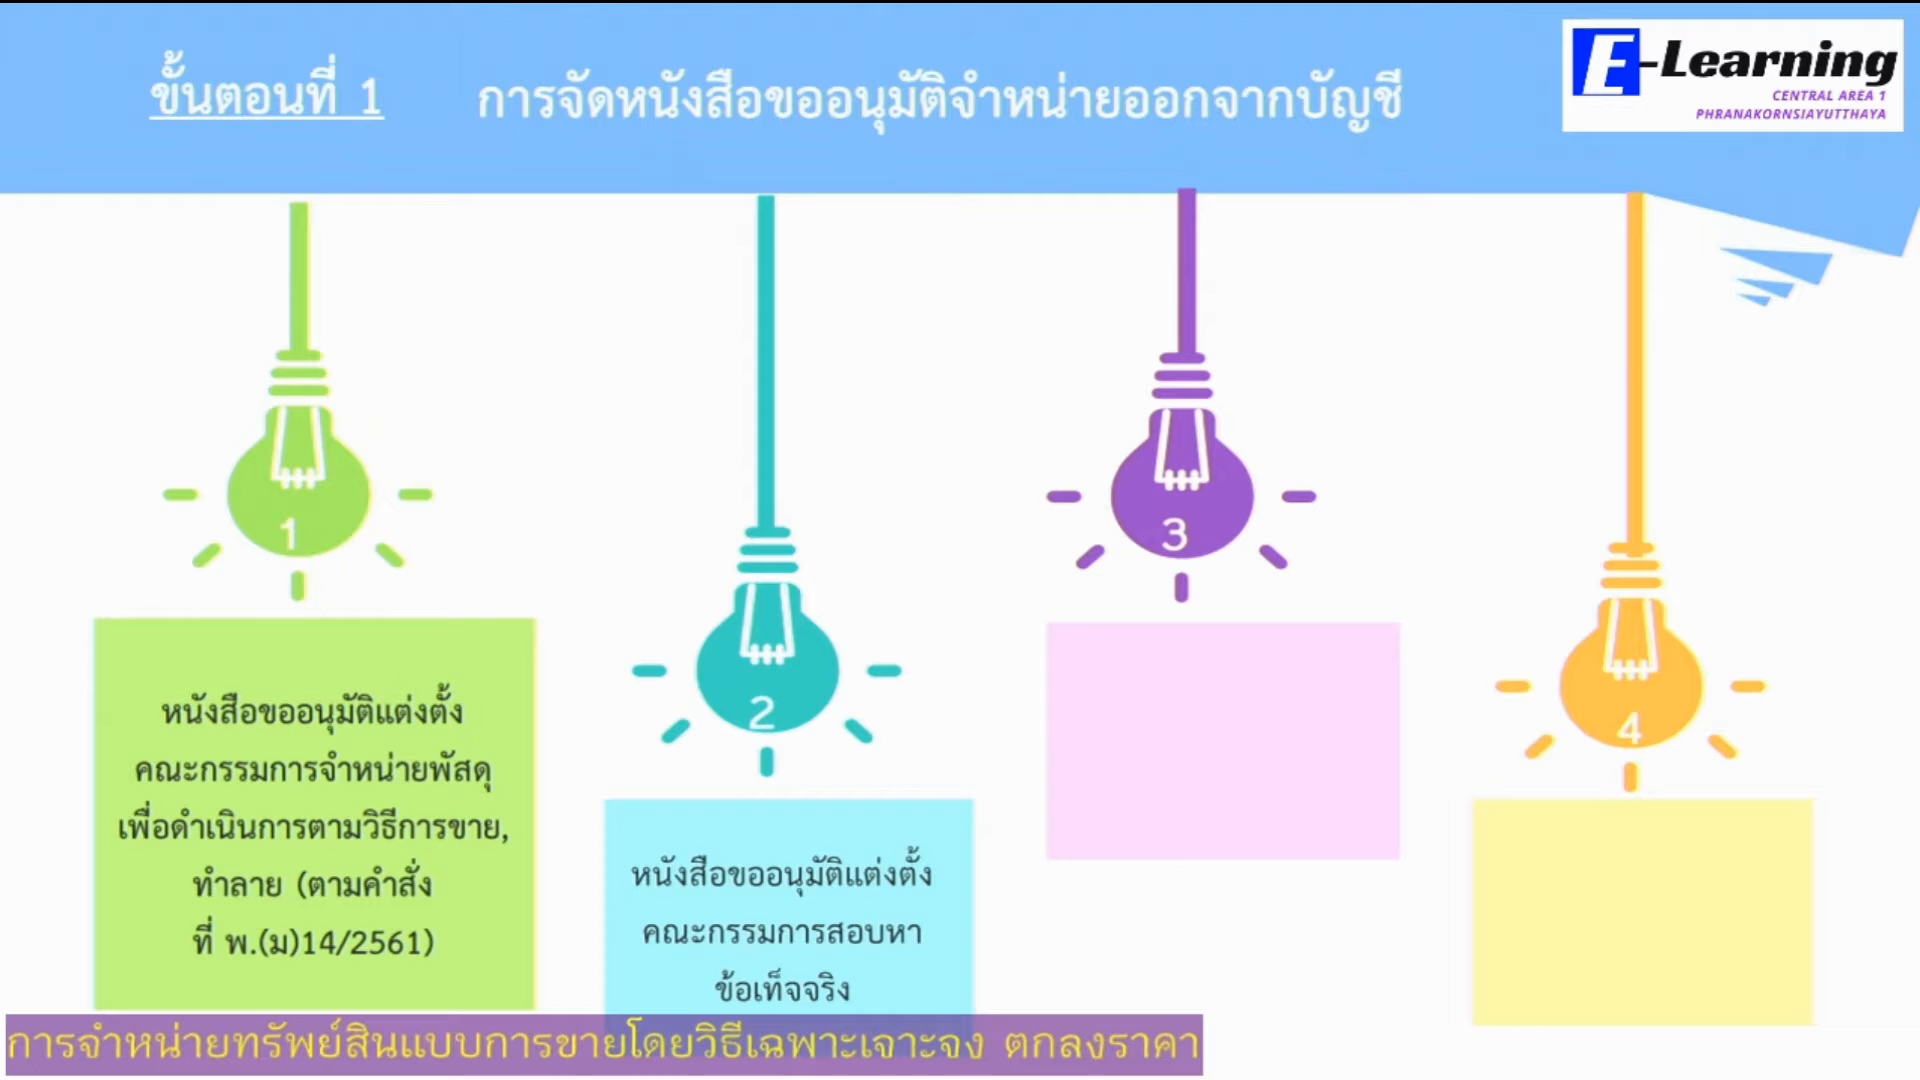 ขั้นตอนที่ 1 การจัดหนังสือขออนุมัติจำหน่ายออกจากบัญชี
E-Learning
CENTRAL AREA 1
PHRANAKORNSIAYUTTHAYA
1
หนังสือขออนุมัติแต่งตั้ง
คณะกรรมการจำหน่ายพัสดุ
เพื่อดำเนินการตามวิธีการขาย,
ทำลาย (ตามคำสั่ง
ที่ พ.(ม)14/2561)
2
หนังสือขออนุมัติแต่งตั้ง
คณะกรรมการสอบหา
ข้อเท็จจริง
3
4
การจำหน่ายทรัพย์สินแบบการขายโดยวิธีเฉพาะเจาะจง ตกลงราคา